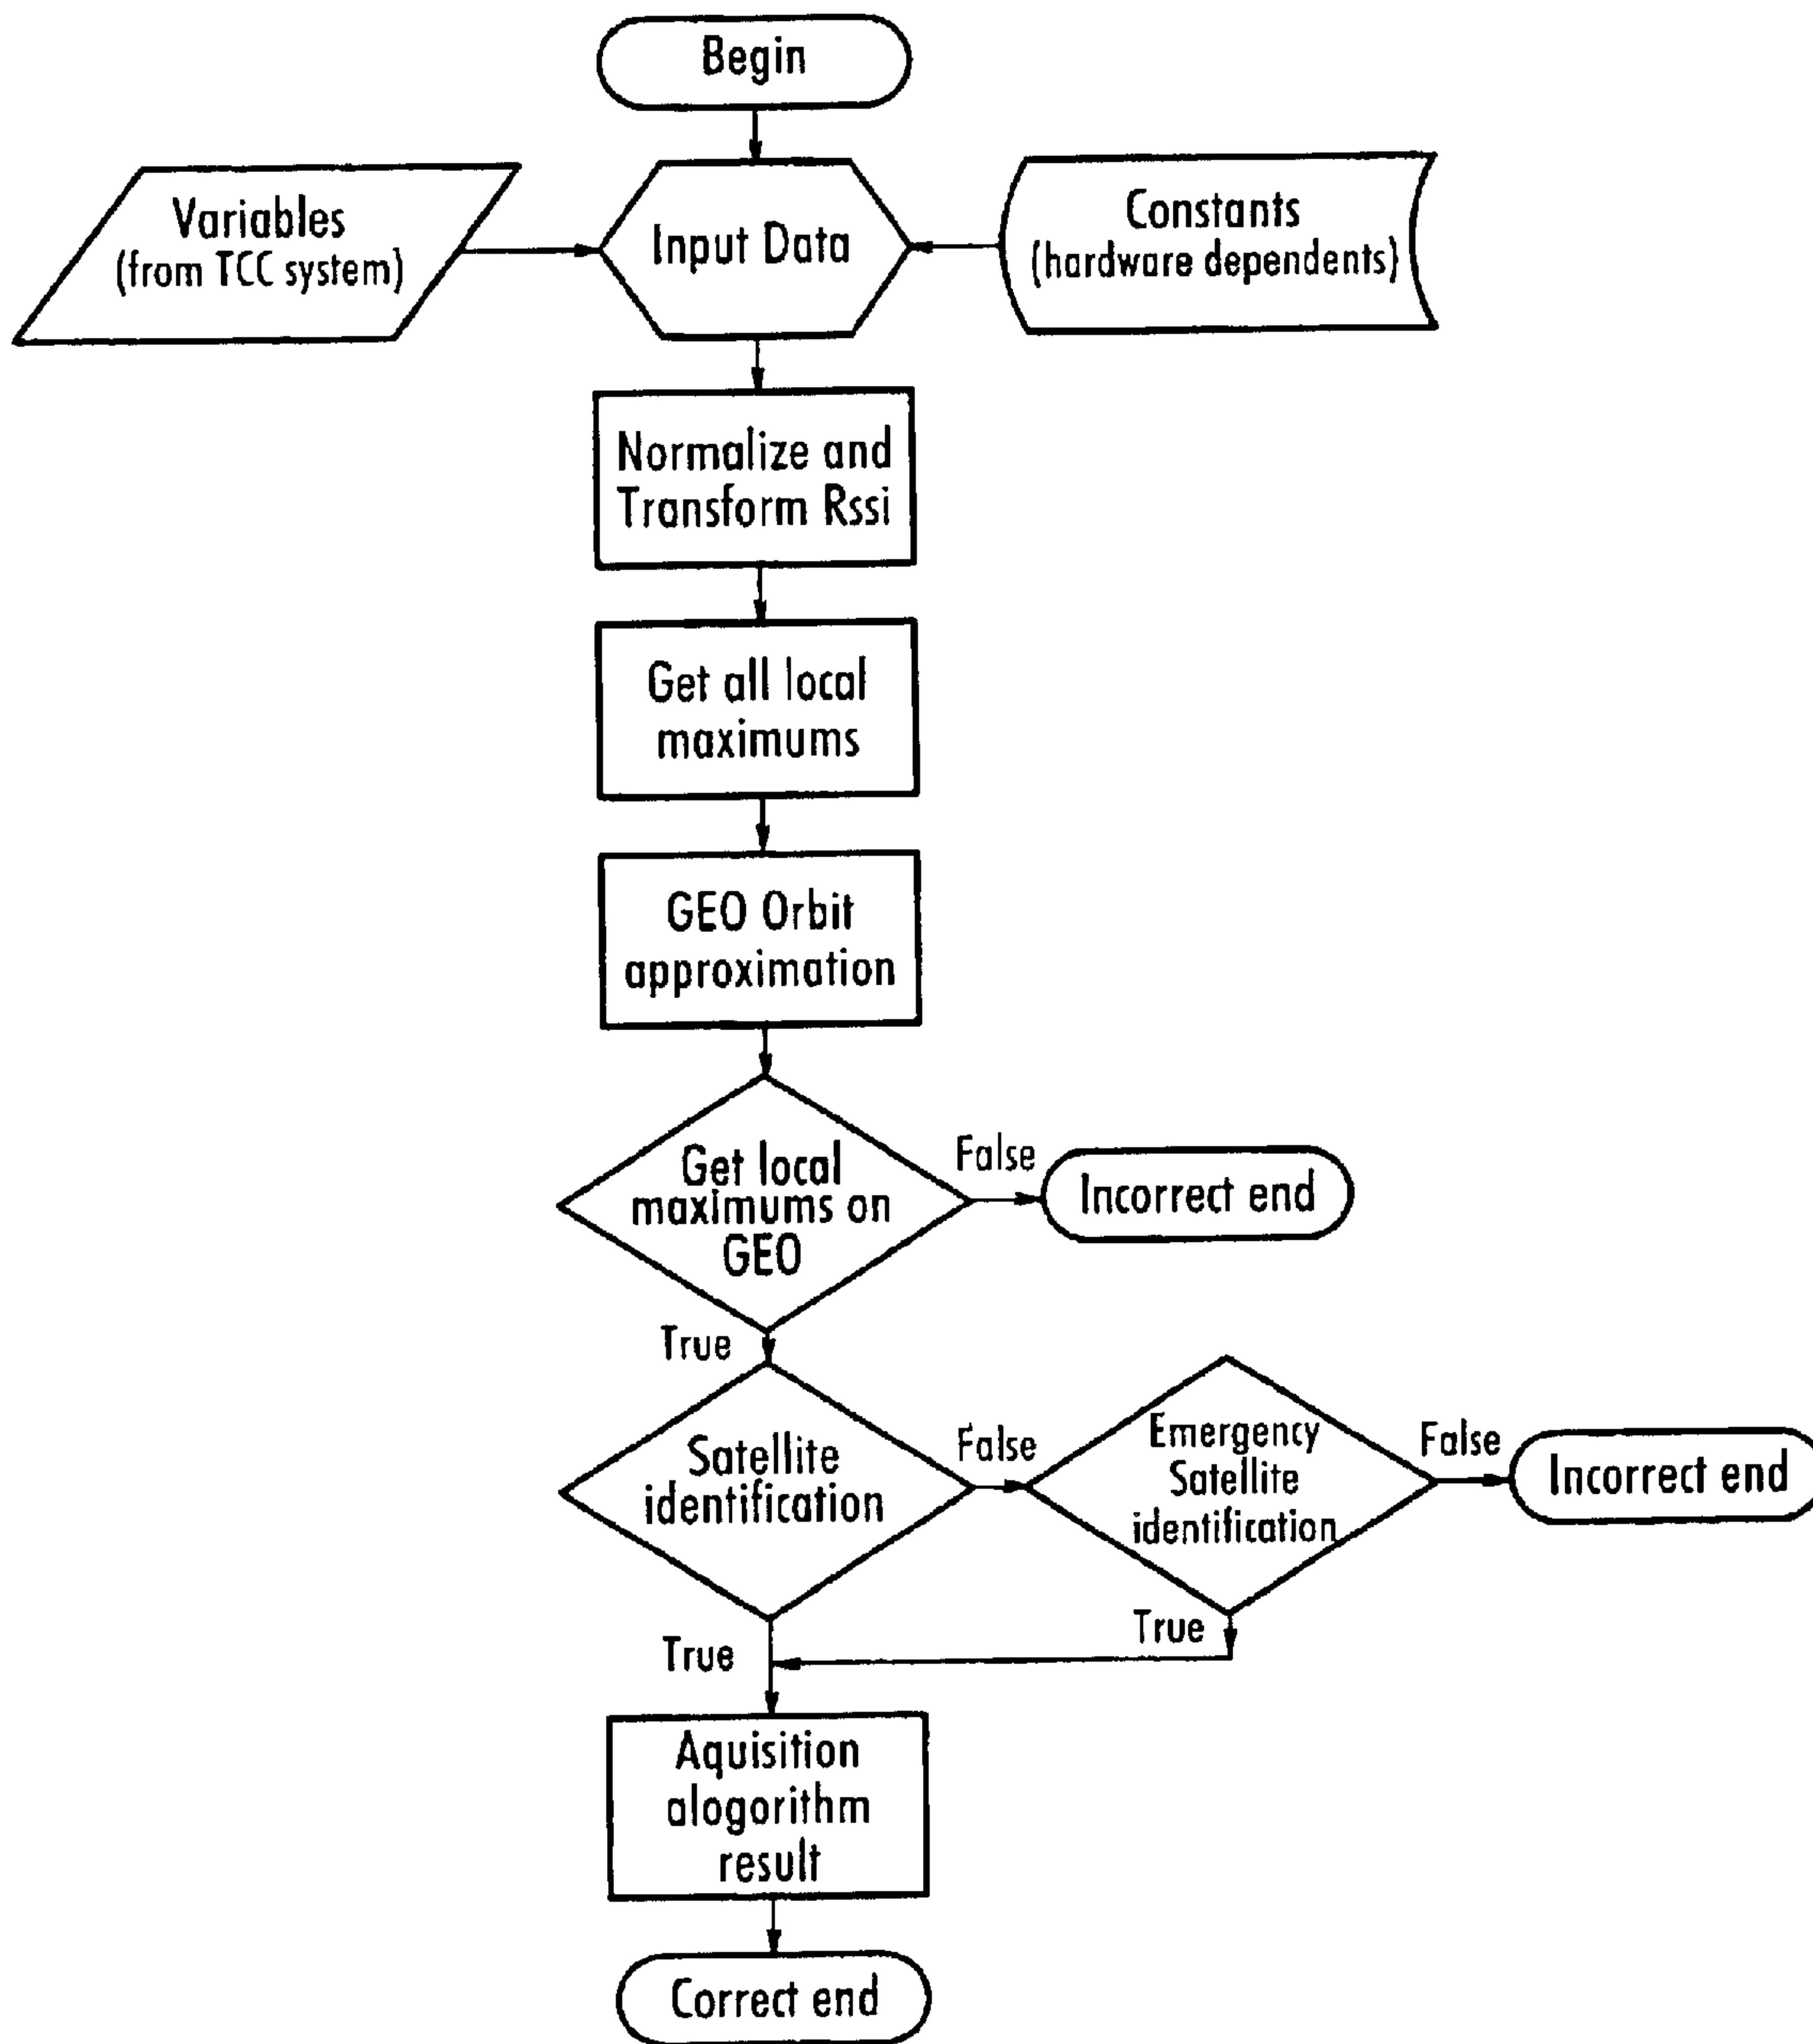 Begin
Variables
(from TCC system)
Input Data
Constants
(hardware dependents)
Normalize and
Transform Rssi
Get all local
maximums
GEO Orbit
approximation
Get local
maximums on
GEO
False
Incorrect end
True
Satellite
identification
False
Emergency
Satellite
identification
False
Incorrect end
True
True
Aquisition
alogorithm
result
Correct end